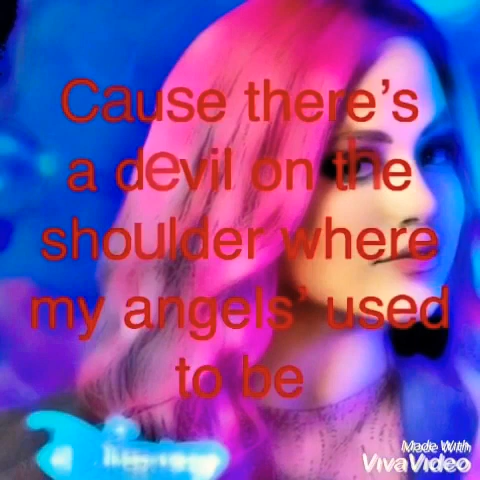 Cause there’s
a devil on the
shoulder where
my angels’ used
to be
Made With
VivaVideo